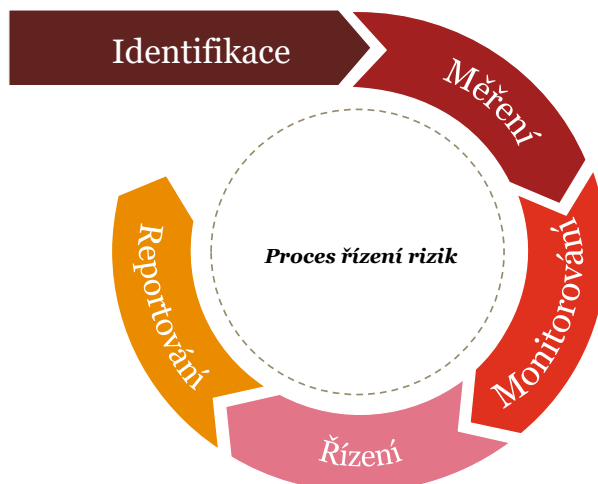 Identifikace
Měření
Monitorování
Řízení
Reportování
Proces řízení rizik